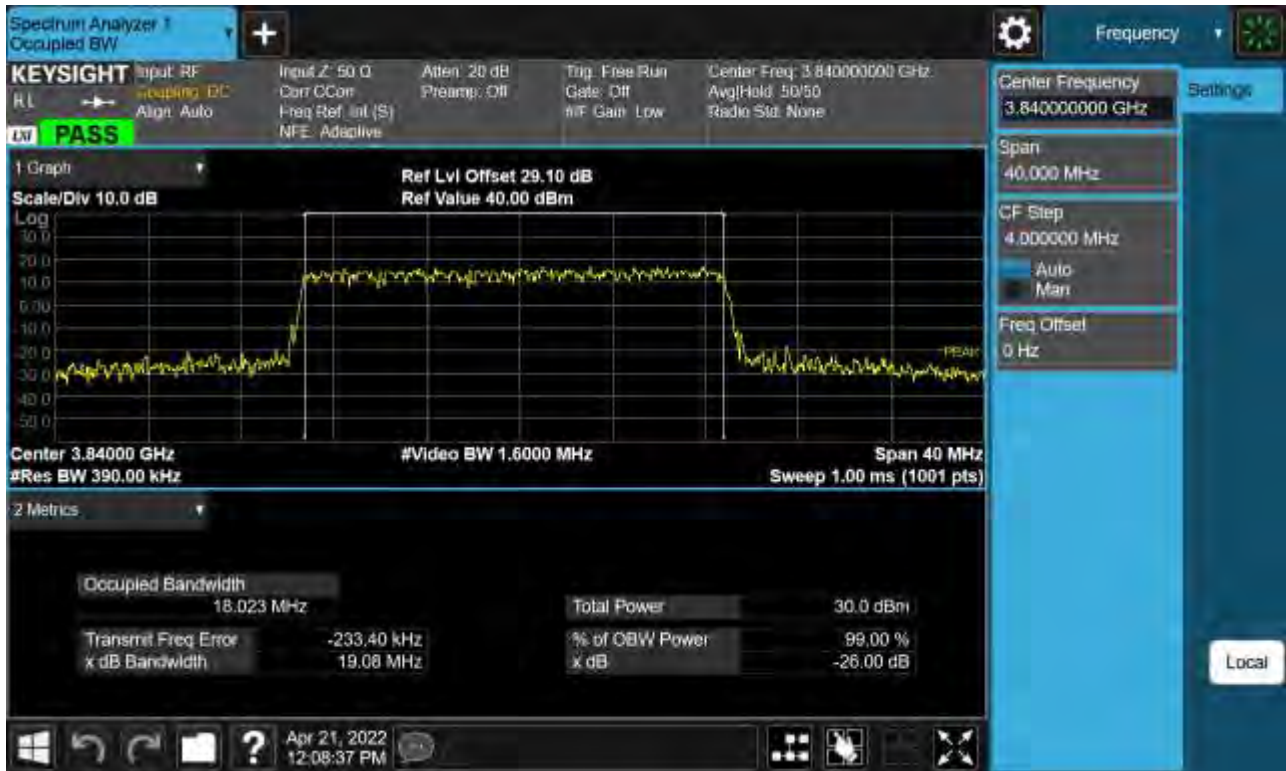 Spectrum Analyzer 1
Occupied BW
+
Frequency
KEYSIGHT
Input: RF
Coupling: DC
Align: Auto
Input Z: 50 Ω
Corr CCorr
Freq Ref: Int (S)
NFE: Adaptive
Atten: 20 dB
Preamp: Off
Trig: Free Run
Gate: Off
#IF Gain: Low
Center Freq: 3.840000000 GHz
Avg|Hold: 50/50
Radio Std: None
RL
LXI
PASS
Center Frequency
3.840000000 GHz
Settings
Span
40.000 MHz
CF Step
4.000000 MHz
Auto
Man
Freq Offset
0 Hz
1 Graph
Scale/Div 10.0 dB
Ref Lvl Offset 29.10 dB
Ref Value 40.00 dBm
Log
30.0
20.0
10.0
0.00
-10.0
-20.0
-30.0
-40.0
-50.0
PEAK
Center 3.84000 GHz
#Res BW 390.00 kHz
#Video BW 1.6000 MHz
Span 40 MHz
Sweep 1.00 ms (1001 pts)
2 Metrics
Occupied Bandwidth
18.023 MHz
Transmit Freq Error -233.40 kHz
x dB Bandwidth 19.08 MHz
Total Power 30.0 dBm
% of OBW Power 99.00 %
x dB -26.00 dB
Local
?
Apr 21, 2022
12:08:37 PM